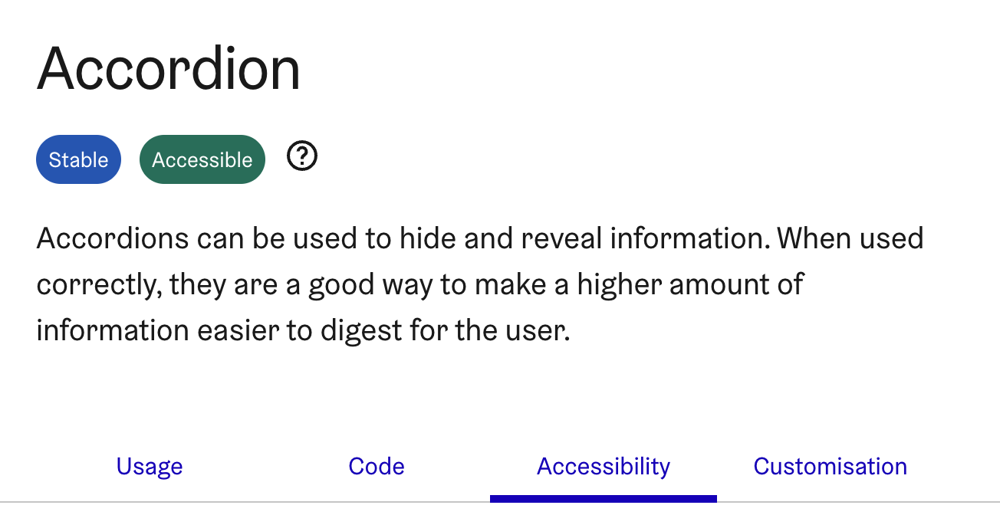 Accordion
Stable Accessible ?
Accordions can be used to hide and reveal information. When used
correctly, they are a good way to make a higher amount of
information easier to digest for the user.
Usage Code Accessibility Customisation